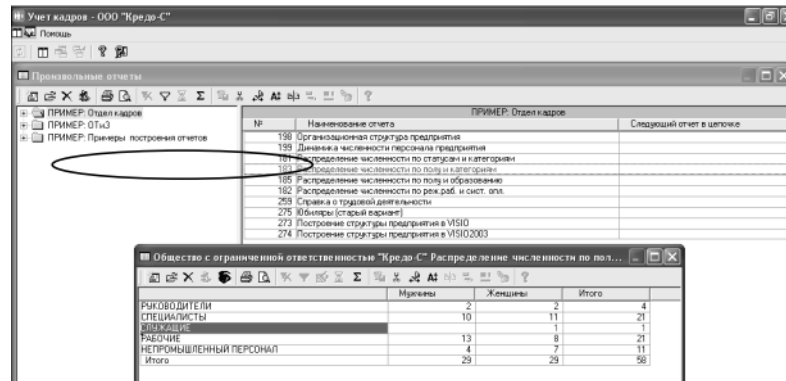 Учет кадров - ООО "Кредо-С"
Помощь
Произвольные отчеты
ПРИМЕР: Отдел кадров
ПРИМЕР: ОТиЗ
ПРИМЕР: Примеры построения отчетов
ПРИМЕР: Отдел кадров
№ Наименование отчета Следующий отчет в цепочке
198 Организационная структура предприятия
199 Динамика численности персонала предприятия
181 Распределение численности по статусам и категориям
183 Распределение численности по полу и категориям
185 Распределение численности по полу и образованию
182 Распределение численности по реж.раб. и сист. опл.
259 Справка о трудовой деятельности
275 Юбиляры (старый вариант)
273 Построение структуры предприятия в VISIO
274 Построение структуры предприятия в VISIO2003
Общество с ограниченной ответственностью "Кредо-С" Распределение численности по пол...
Мужчины Женщины Итого
РУКОВОДИТЕЛИ 2 2 4
СПЕЦИАЛИСТЫ 10 11 21
СЛУЖАЩИЕ 1 1
РАБОЧИЕ 13 8 21
НЕПРОМЫШЛЕННЫЙ ПЕРСОНАЛ 4 7 11
Итого 29 29 58